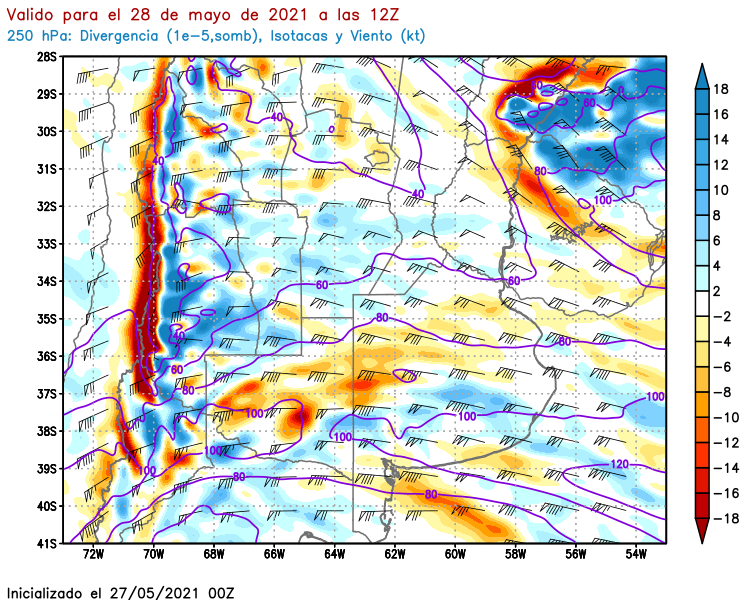 Valido para el 28 de mayo de 2021 a las 12Z
250 hPa: Divergencia (1e−5,somb), Isotacas y Viento (kt)
28S
29S
30S
31S
32S
33S
34S
35S
36S
37S
38S
39S
40S
41S
72W
70W
68W
66W
64W
62W
60W
58W
56W
54W
18
16
14
12
10
8
6
4
2
−2
−4
−6
−8
−10
−12
−14
−16
−18
40
40
40
40
60
60
60
60
80
80
80
80
80
80
100
100
100
100
100
100
120
Inicializado el 27/05/2021 00Z